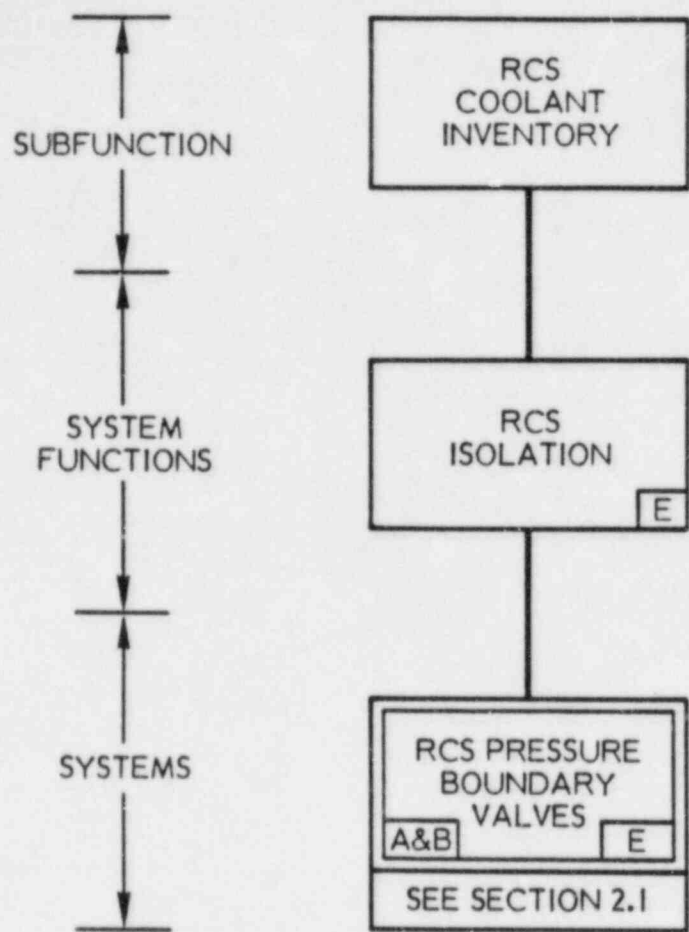 SUBFUNCTION
RCS
COOLANT
INVENTORY
SYSTEM
FUNCTIONS
RCS
ISOLATION
E
SYSTEMS
RCS PRESSURE
BOUNDARY
VALVES
A&B
E
SEE SECTION 2.1